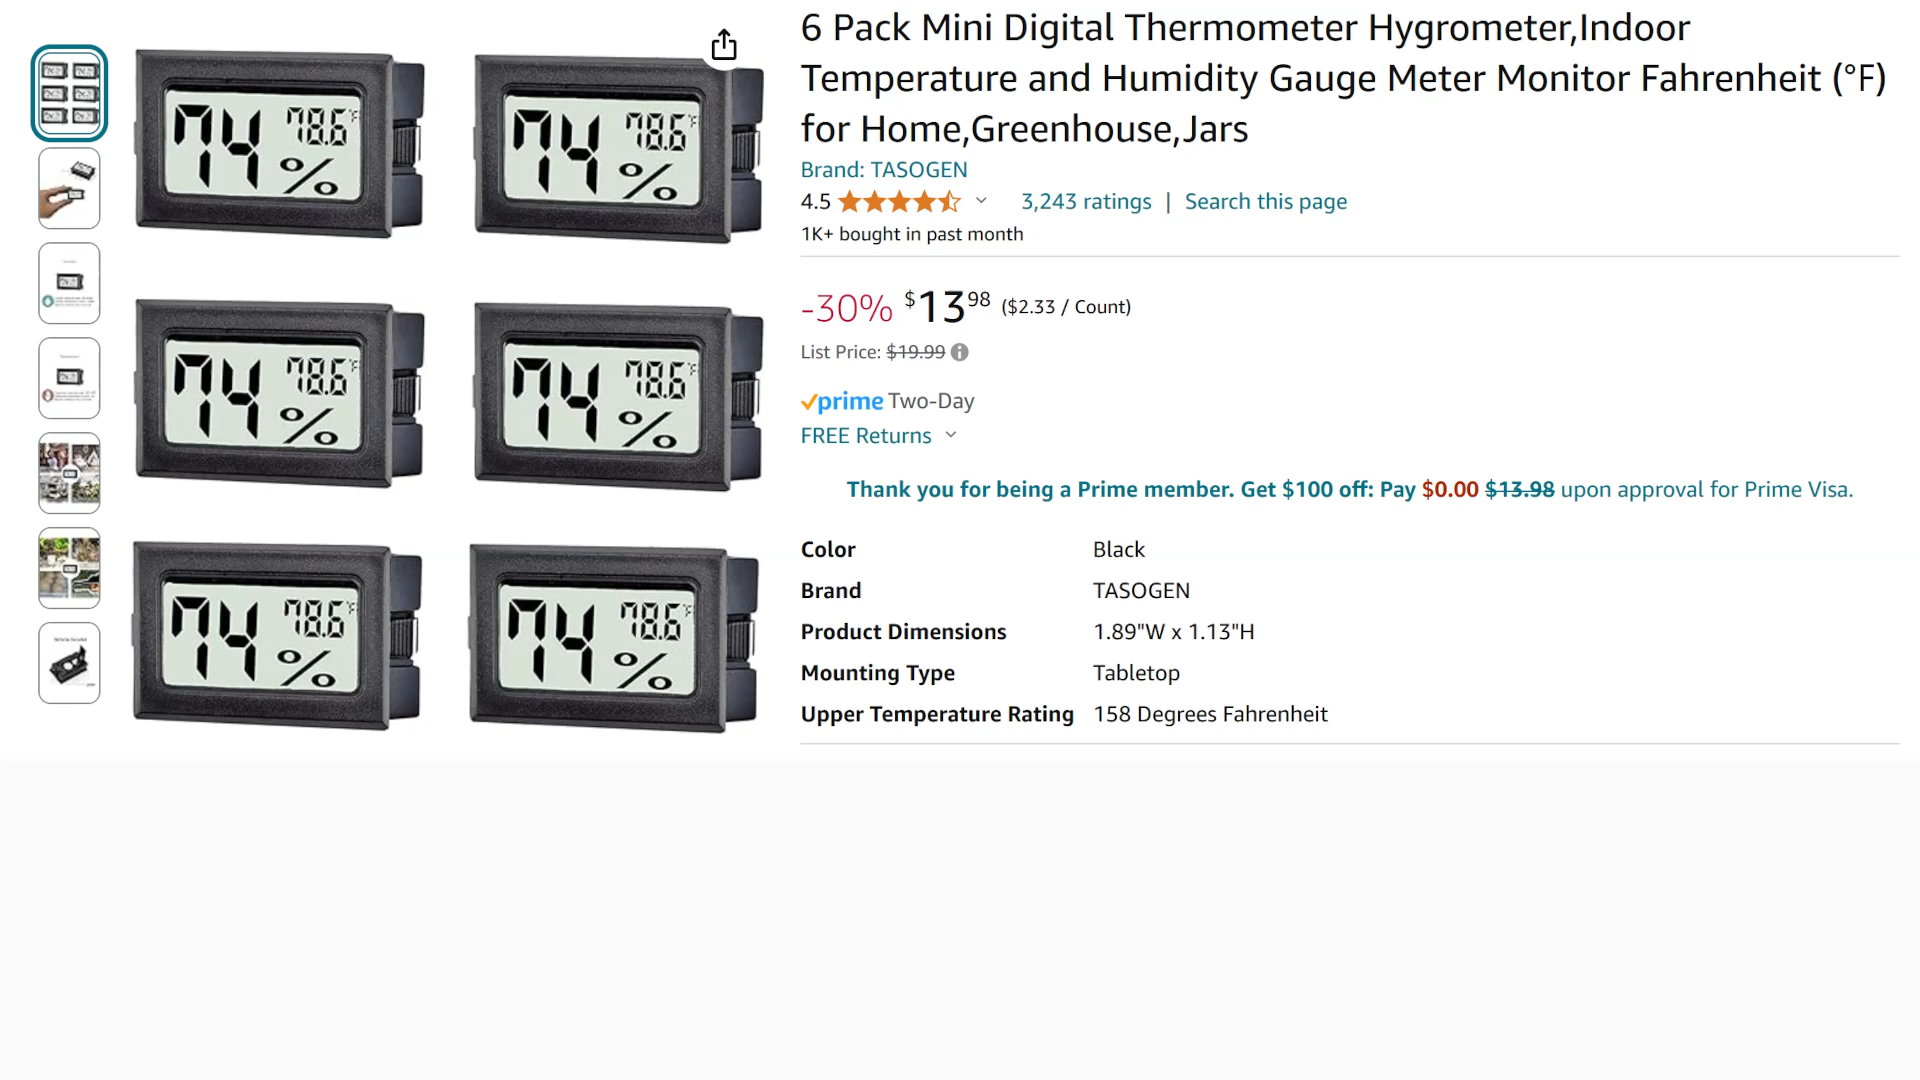 74 78.6 °F %
74 78.6 °F %
74 78.6 °F %
74 78.6 °F %
74 78.6 °F %
74 78.6 °F %
6 Pack Mini Digital Thermometer Hygrometer,Indoor
Temperature and Humidity Gauge Meter Monitor Fahrenheit (°F)
for Home,Greenhouse,Jars
Brand: TASOGEN
4.5 3,243 ratings | Search this page
1K+ bought in past month
-30% $13 98 ($2.33 / Count)
List Price: $19.99
prime Two-Day
FREE Returns
Thank you for being a Prime member. Get $100 off: Pay $0.00 $13.98 upon approval for Prime Visa.
Color Black
Brand TASOGEN
Product Dimensions 1.89"W x 1.13"H
Mounting Type Tabletop
Upper Temperature Rating 158 Degrees Fahrenheit